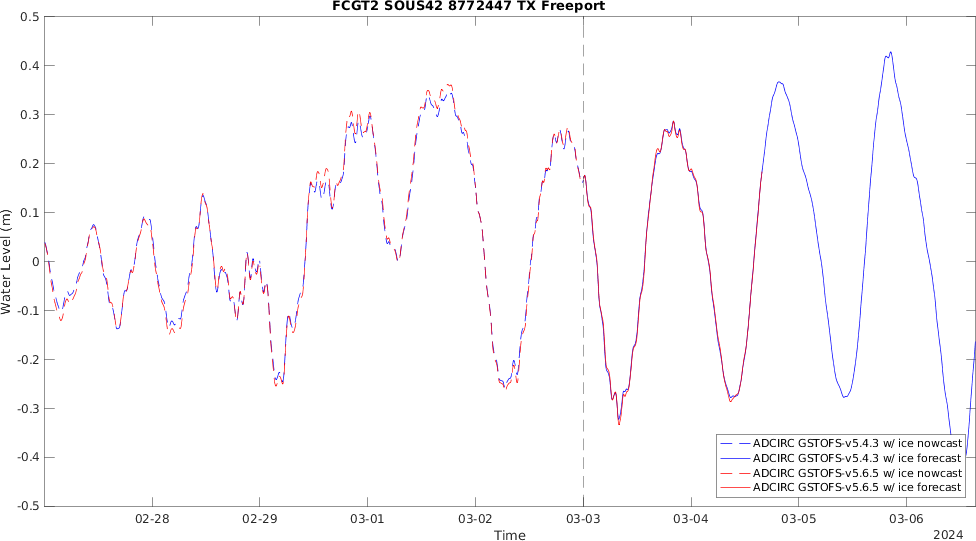 FCGT2 SOUS42 8772447 TX Freeport
0.5
0.4
0.3
0.2
0.1
0
-0.1
-0.2
-0.3
-0.4
-0.5
Water Level (m)
ADCIRC GSTOFS-v5.4.3 w/ ice nowcast
ADCIRC GSTOFS-v5.4.3 w/ ice forecast
ADCIRC GSTOFS-v5.6.5 w/ ice nowcast
ADCIRC GSTOFS-v5.6.5 w/ ice forecast
02-28 02-29 03-01 03-02 03-03 03-04 03-05 03-06
Time
2024